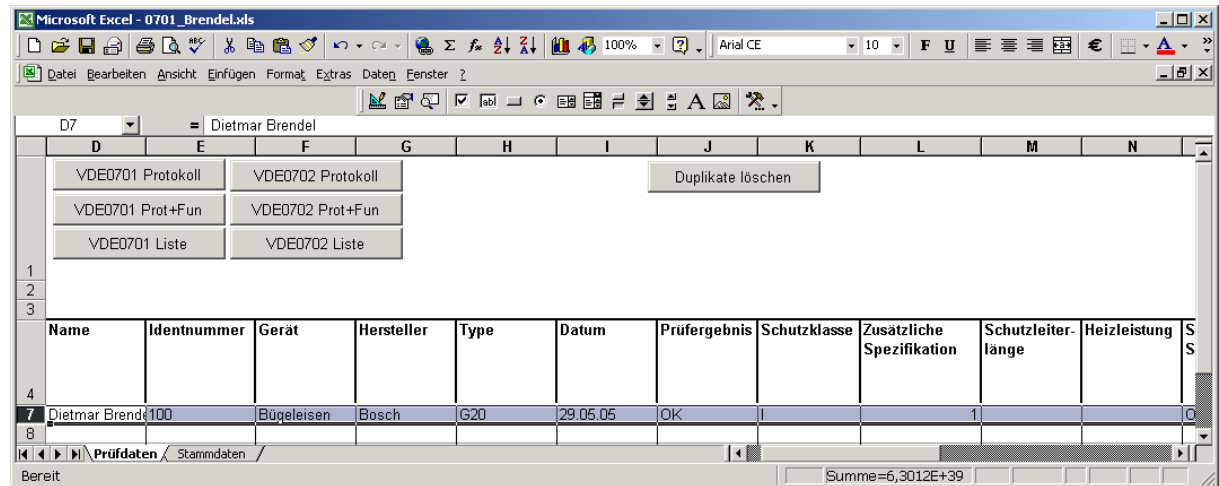 Microsoft Excel - 0701_Brendel.xls
100% Arial CE 10 F U €
Datei Bearbeiten Ansicht Einfügen Format Extras Daten Fenster ?
D7 = Dietmar Brendel
D E F G H I J K L M N
VDE0701 Protokoll VDE0702 Protokoll Duplikate löschen
VDE0701 Prot+Fun VDE0702 Prot+Fun
VDE0701 Liste VDE0702 Liste
1
2
3
Name Identnummer Gerät Hersteller Type Datum Prüfergebnis Schutzklasse Zusätzliche Schutzleiter- Heizleistung S
Spezifikation länge S
4
7 Dietmar Brende 100 Bügeleisen Bosch G20 29.05.05 OK I 1 O
8
Prüfdaten Stammdaten
Bereit Summe=6,3012E+39